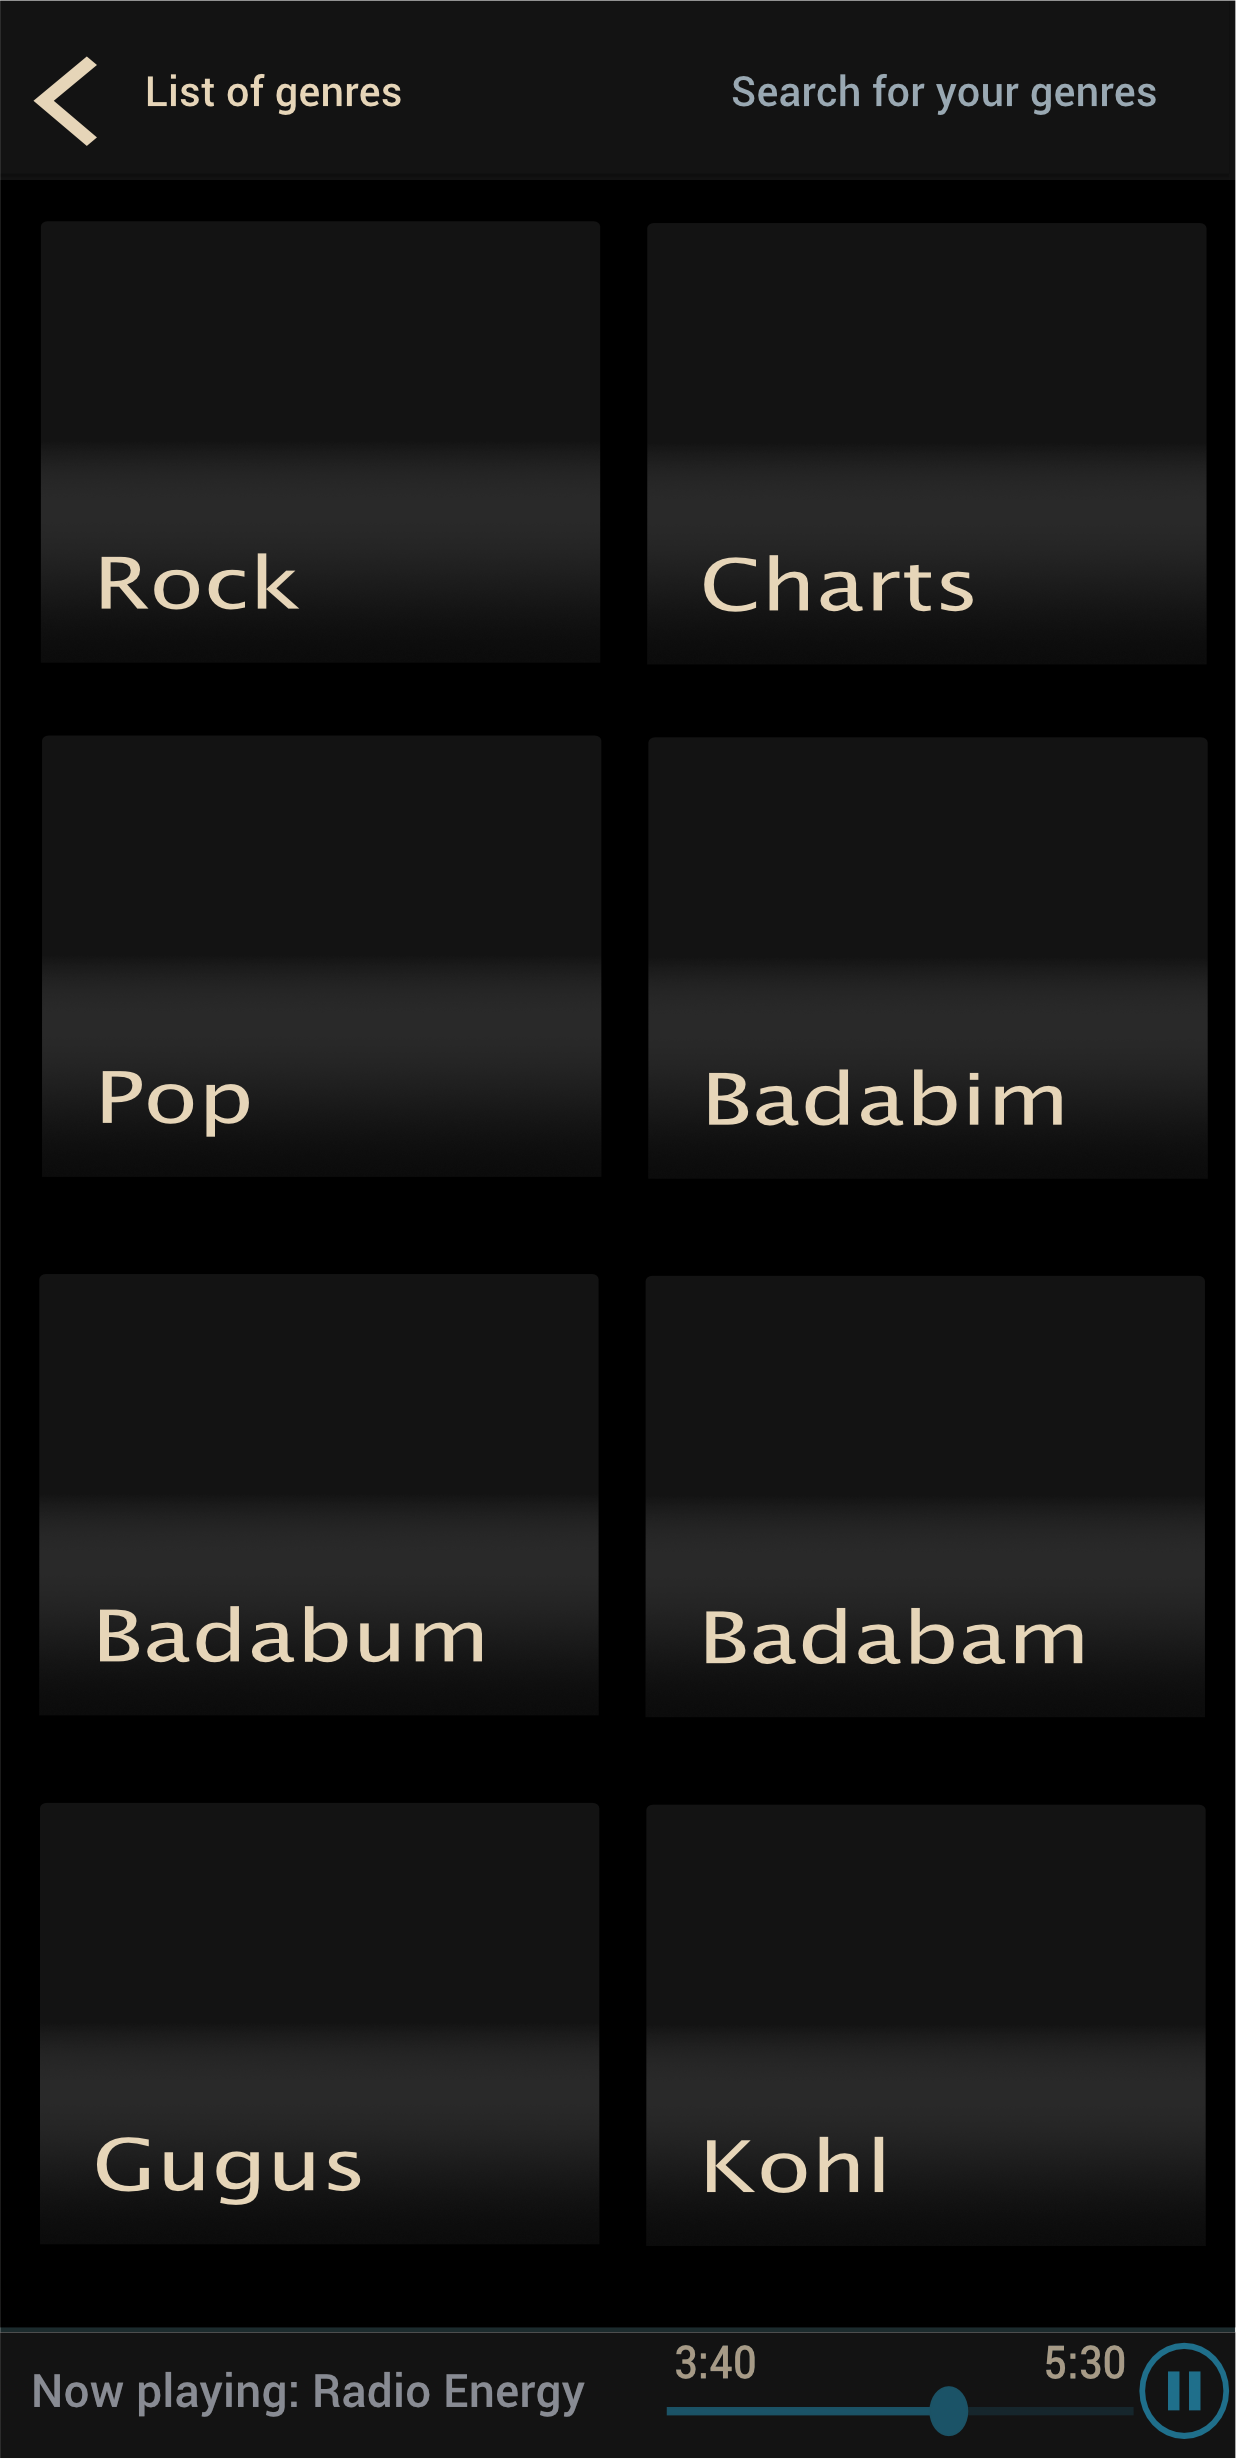 List of genres
Search for your genres
Rock
Charts
Pop
Badabim
Badabum
Badabam
Gugus
Kohl
3:40
5:30
Now playing: Radio Energy